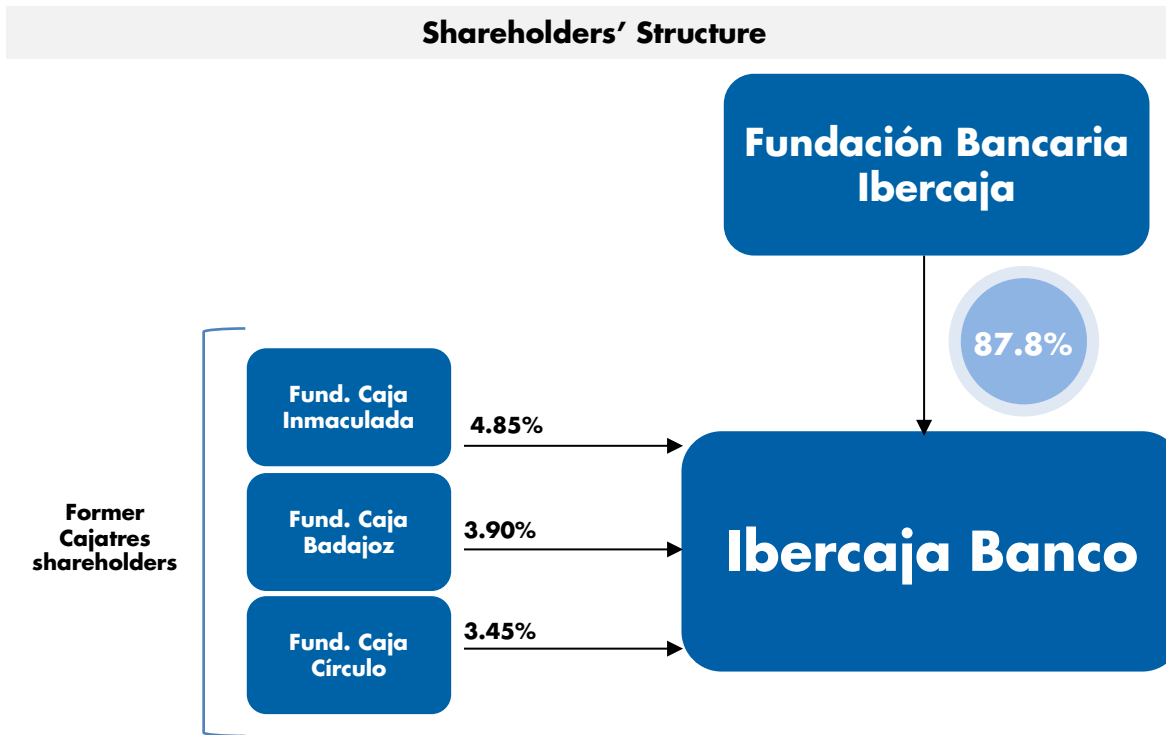 Shareholders’ Structure
Fundación Bancaria
Ibercaja
87.8%
Former
Cajatres
shareholders
Fund. Caja
Inmaculada
4.85%
Fund. Caja
Badajoz
3.90%
Fund. Caja
Círculo
3.45%
Ibercaja Banco